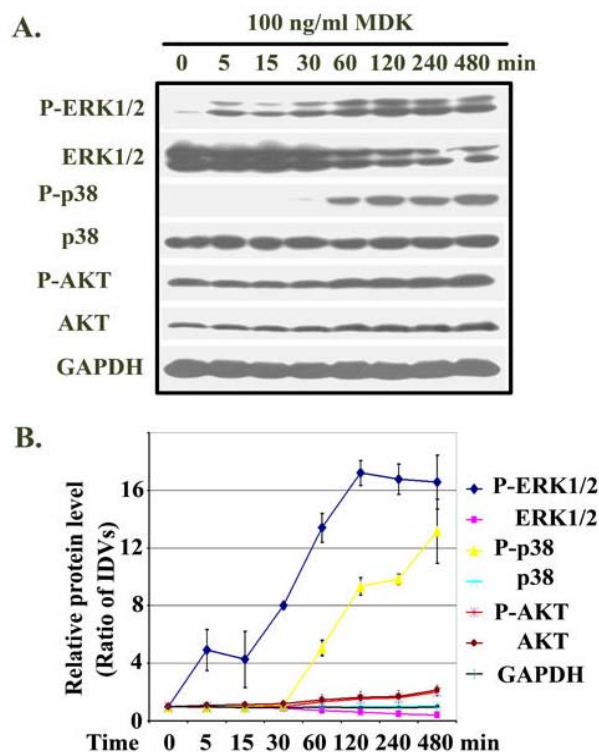 A.
100 ng/ml MDK
0 5 15 30 60 120 240 480 min
P-ERK1/2
ERK1/2
P-p38
p38
P-AKT
AKT
GAPDH
B.
Relative protein level
(Ratio of IDVs)
16
12
8
4
0
Time 0 5 15 30 60 120 240 480 min
P-ERK1/2
ERK1/2
P-p38
p38
P-AKT
AKT
GAPDH